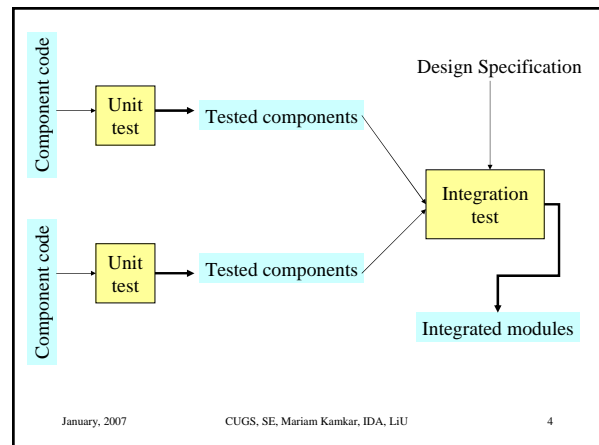 Component code
Unit
test
Tested components
Design Specification
Integration
test
Component code
Unit
test
Tested components
Integrated modules
January, 2007
CUGS, SE, Mariam Kamkar, IDA, LiU
4